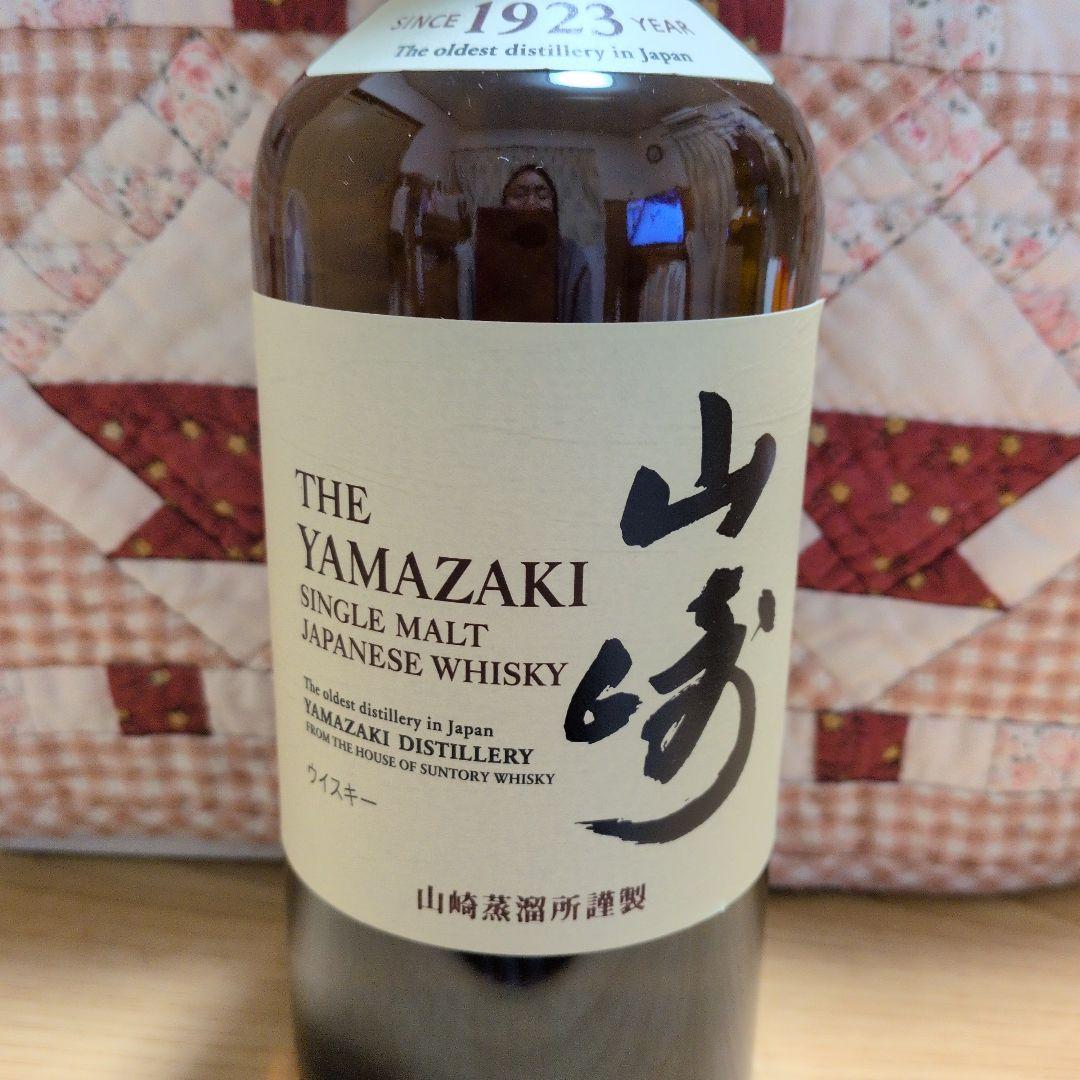 SINCE 1923 YEAR
The oldest distillery in Japan
山崎
THE
YAMAZAKI
SINGLE MALT
JAPANESE WHISKY
The oldest distillery in Japan
YAMAZAKI DISTILLERY
FROM THE HOUSE OF SUNTORY WHISKY
ウイスキー
山崎蒸溜所謹製